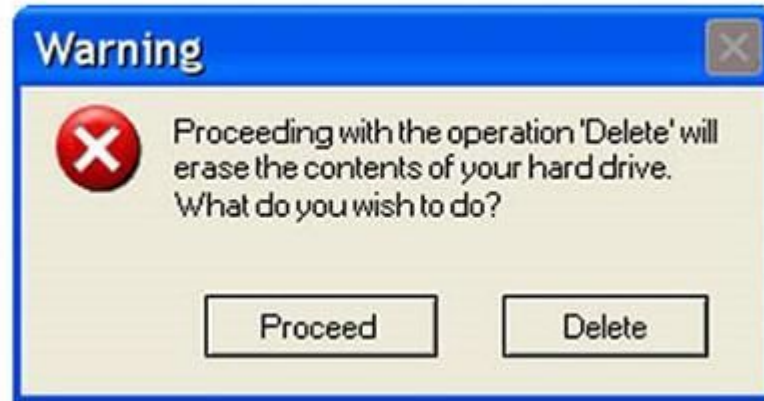 Warning
Proceeding with the operation 'Delete' will
erase the contents of your hard drive.
What do you wish to do?
Proceed
Delete